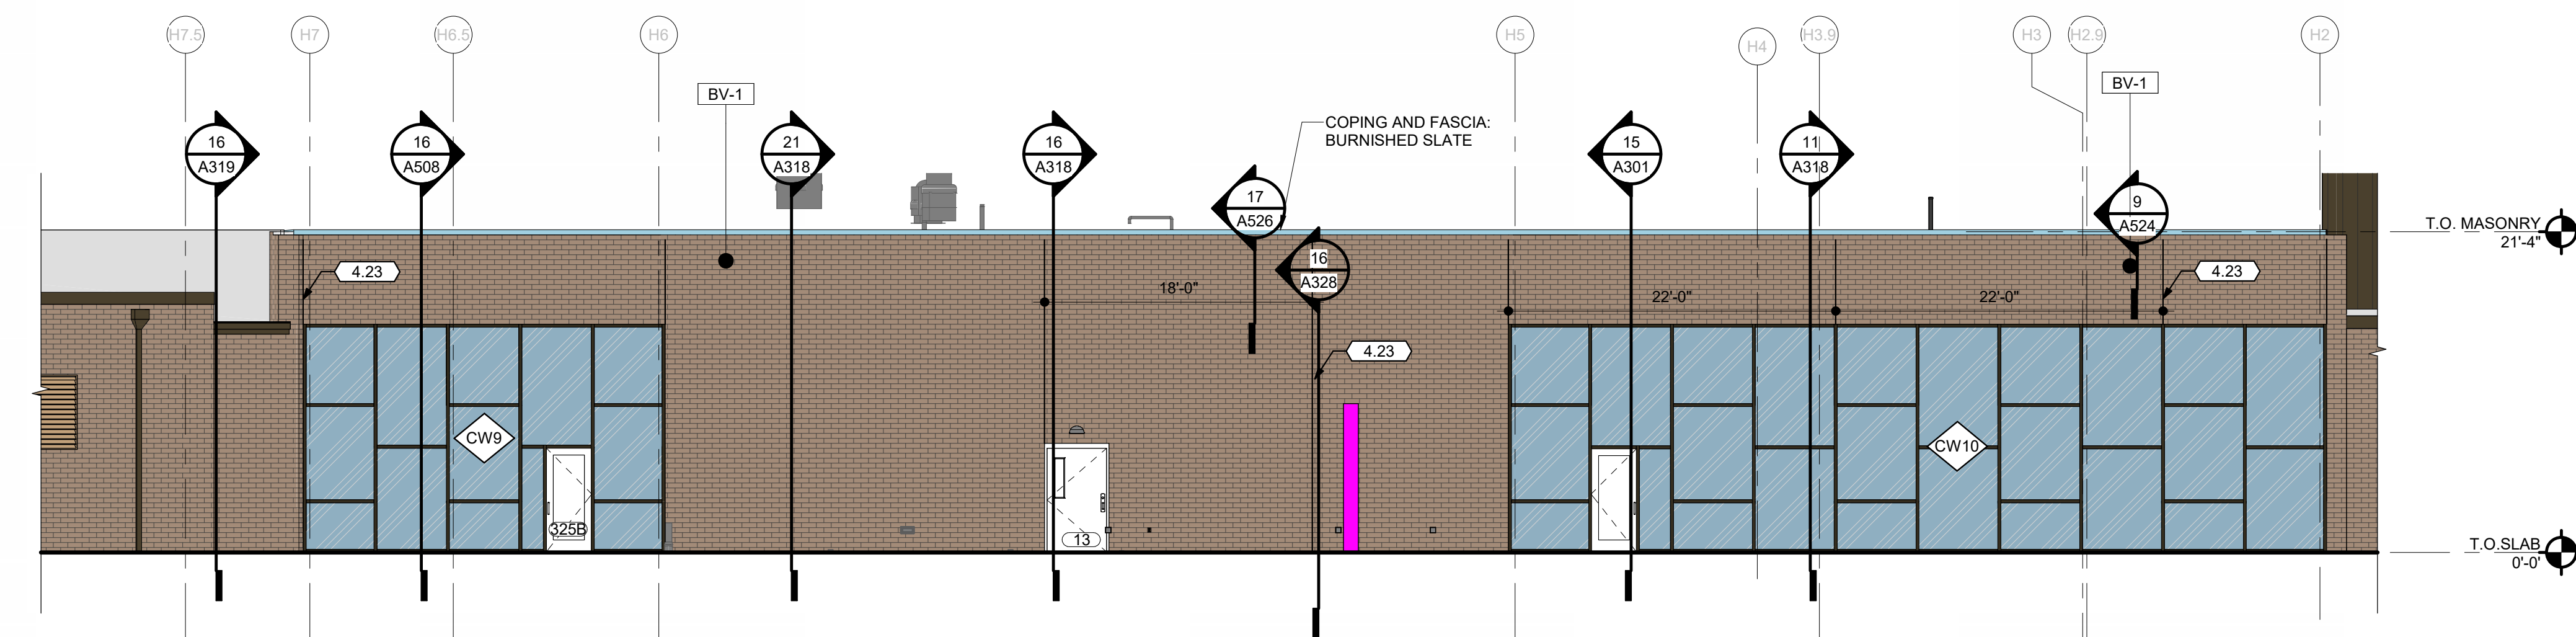 H7.5
H7
H6.5
H6
H5
H4
H3.9
H3
H2.9
H2
BV-1
BV-1
16
A319
16
A508
21
A318
16
A318
COPING AND FASCIA:
BURNISHED SLATE
15
A301
11
A318
17
A526
9
A524
T.O. MASONRY
21'-4"
16
A328
4.23
4.23
18'-0"
22'-0"
22'-0"
4.23
CW9
CW10
325B
13
T.O.SLAB
0'-0'